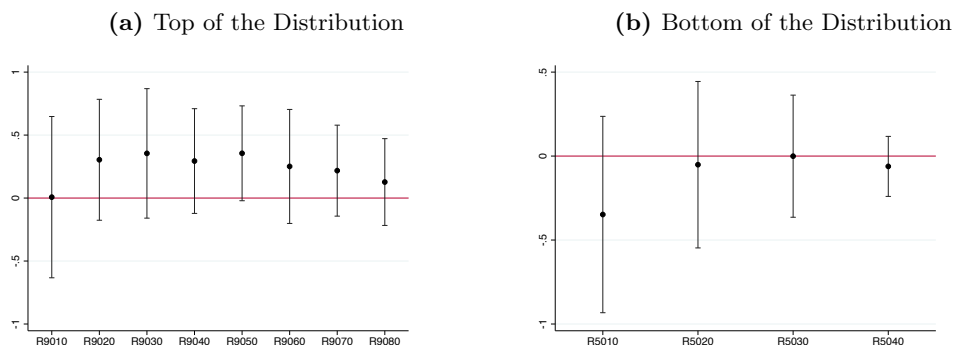 (a) Top of the Distribution
1
.5
0
-.5
-1
R9010 R9020 R9030 R9040 R9050 R9060 R9070 R9080
(b) Bottom of the Distribution
.5
0
-.5
-1
R5010 R5020 R5030 R5040